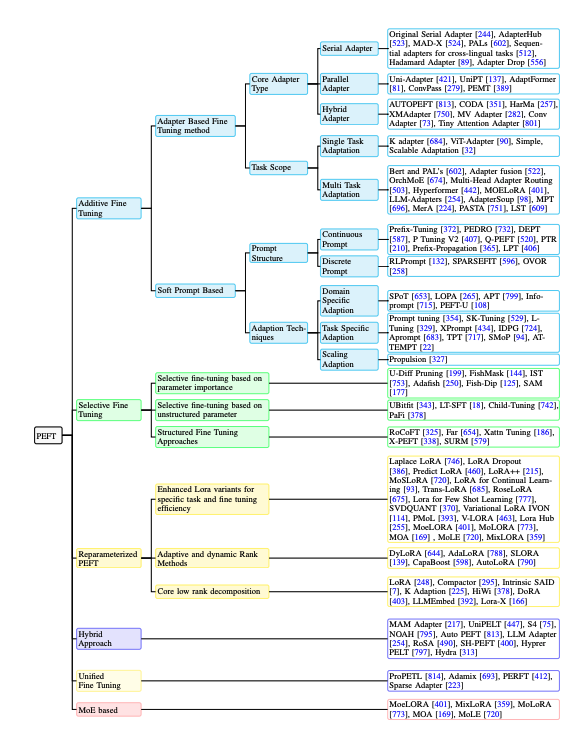 Original Serial Adapter [244], AdapterHub
[523], MAD-X [524], PALs [602], Sequen-
tial adapters for cross-lingual tasks [512],
Hadamard Adapter [89], Adapter Drop [556]
Serial Adapter
Core Adapter
Type
Parallel
Adapter
Uni-Adapter [421], UniPT [137], AdaptFormer
[81], ConvPass [279], PEMT [389]
Hybrid
Adapter
AUTOPEFT [813], CODA [351], HarMa [257],
XMAdapter [750], MV Adapter [282], Conv
Adapter [73], Tiny Attention Adapter [801]
Adapter Based Fine
Tuning method
Single Task
Adaptation
K adapter [684], ViT-Adapter [90], Simple,
Scalable Adaptation [32]
Task Scope
Multi Task
Adaptation
Bert and PAL's [602], Adapter fusion [522],
OrchMoE [674], Multi-Head Adapter Routing
[503], Hyperformer [442], MOELoRA [401],
LLM-Adapters [254], AdapterSoup [98], MPT
[696], MerA [224], PASTA [751], LST [609]
Additive Fine
Tuning
Prompt
Structure
Continuous
Prompt
Prefix-Tuning [372], PEDRO [732], DEPT
[587], P Tuning V2 [407], Q-PEFT [520], PTR
[210], Prefix-Propagation [365], LPT [406]
Discrete
Prompt
RLPrompt [132], SPARSEFIT [596], OVOR
[258]
Soft Prompt Based
Domain
Specific
Adaption
SPoT [653], LOPA [265], APT [799], Info-
prompt [715], PEFT-U [108]
Adaption Tech-
niques
Task Specific
Adaption
Prompt tuning [354], SK-Tuning [529], L-
Tuning [329], XPrompt [434], IDPG [724],
Aprompt [683], TPT [717], SMoP [94], AT-
TEMPT [22]
Scaling
Adaption
Propulsion [327]
Selective fine-tuning based on
parameter importance
U-Diff Pruning [199], FishMask [144], IST
[753], Adafish [250], Fish-Dip [125], SAM
[177]
Selective Fine
Tuning
Selective fine-tuning based on
unstructured parameter
UBitfit [343], LT-SFT [18], Child-Tuning [742],
PaFi [378]
Structured Fine Tuning
Approaches
RoCoFT [325], Far [654], Xattn Tuning [186],
X-PEFT [338], SURM [579]
PEFT
Enhanced Lora variants for
specific task and fine tuning
efficiency
Laplace LoRA [746], LoRA Dropout
[386], Predict LoRA [460], LoRA++ [215],
MoSLoRA [720], LoRA for Continual Learn-
ing [93], Trans-LoRA [685], RoseLoRA
[675], Lora for Few Shot Learning [777],
SVDQUANT [370], Variational LoRA IVON
[114], PMoL [393], V-LORA [463], Lora Hub
[255], MoeLORA [401], MoLORA [773],
MOA [169] , MoLE [720], MixLORA [359]
Reparameterized
PEFT
Adaptive and dynamic Rank
Methods
DyLoRA [644], AdaLoRA [788], SLORA
[139], CapaBoost [598], AutoLoRA [790]
Core low rank decomposition
LoRA [248], Compactor [295], Intrinsic SAID
[7], K Adaption [225], HiWi [378], DoRA
[403], LLMEmbed [392], Lora-X [166]
Hybrid
Approach
MAM Adapter [217], UniPELT [447], S4 [75],
NOAH [795], Auto PEFT [813], LLM Adapter
[254], RoSA [490], SH-PEFT [400], Hyprer
PELT [797], Hydra [313]
Unified
Fine Tuning
ProPETL [814], Adamix [693], PERFT [412],
Sparse Adapter [223]
MoE based
MoeLORA [401], MixLoRA [359], MoLoRA
[773], MOA [169], MoLE [720]